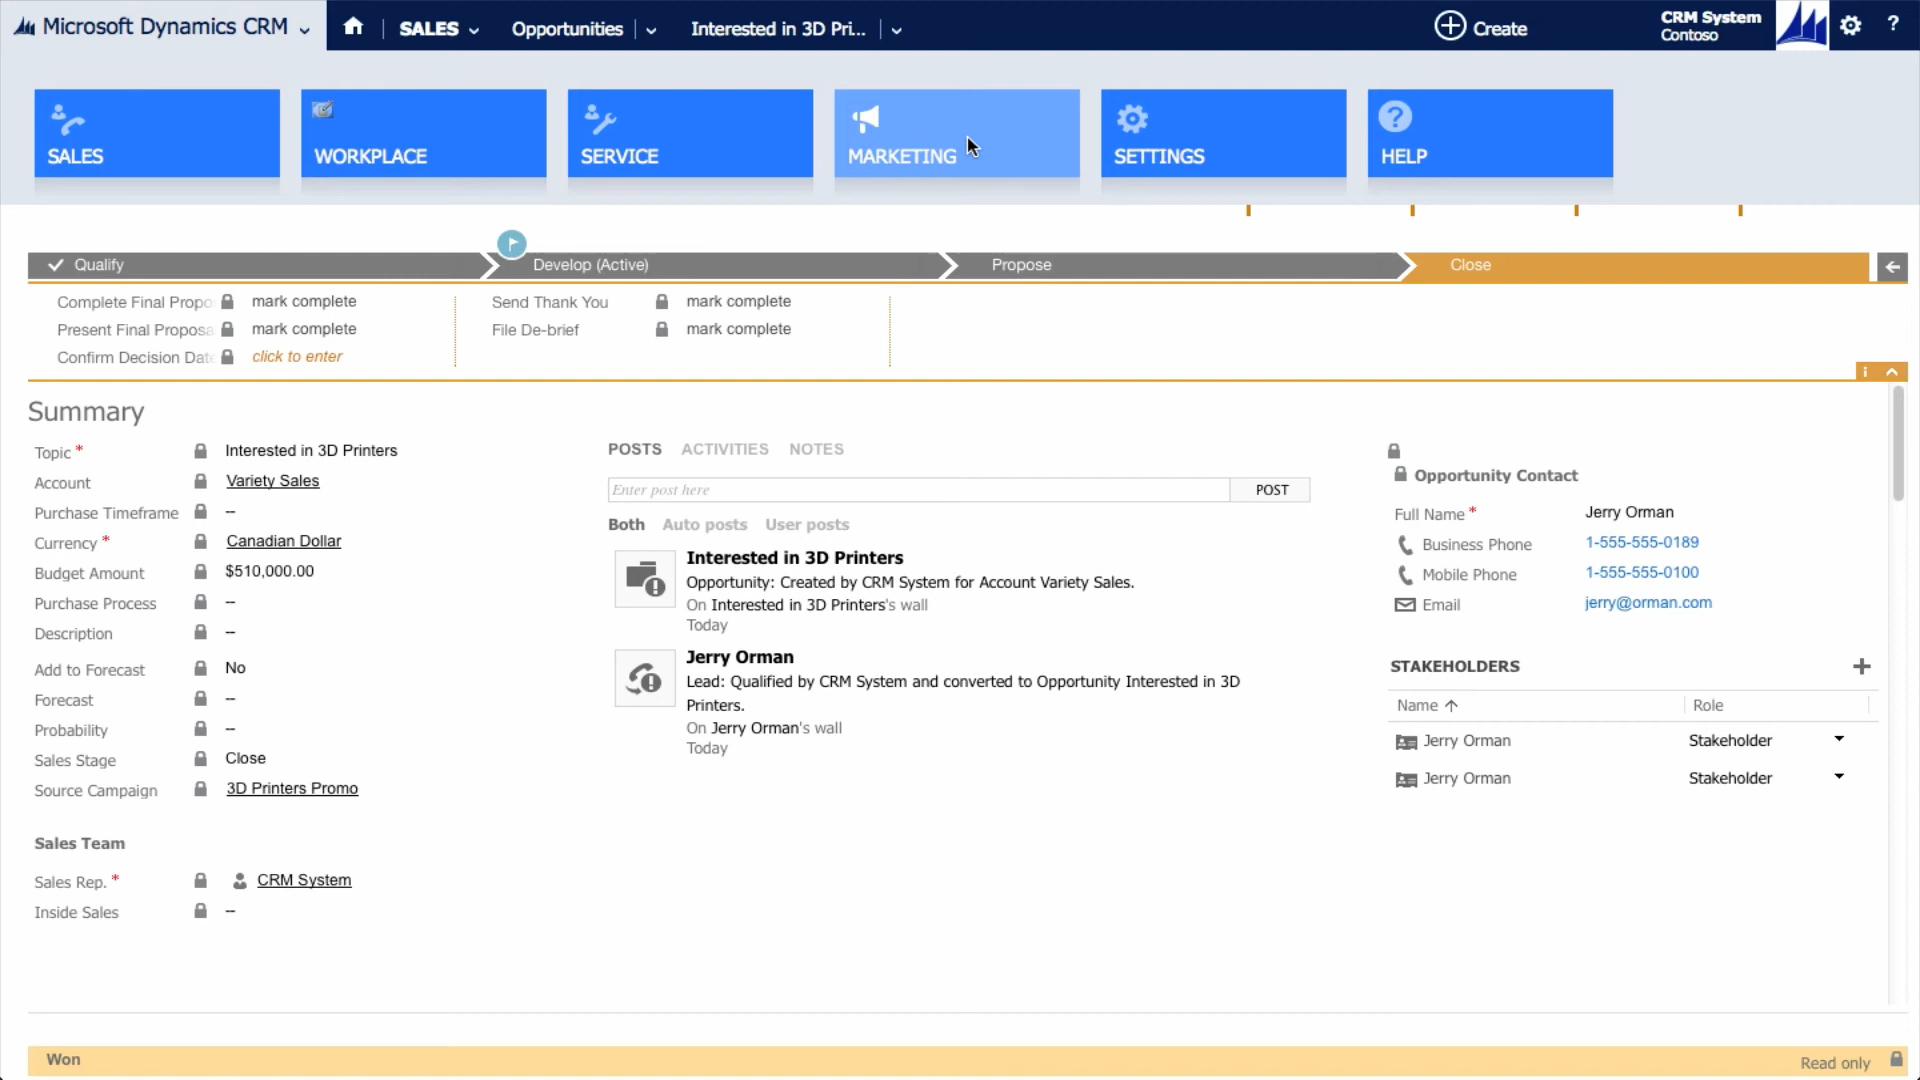 Microsoft Dynamics CRM
SALES
Opportunities
Interested in 3D Pri...
Create
CRM System
Contoso
?
SALES
WORKPLACE
SERVICE
MARKETING
SETTINGS
? HELP
Qualify
Develop (Active)
Propose
Close
Complete Final Propo
mark complete
Send Thank You
mark complete
Present Final Proposa
mark complete
File De-brief
mark complete
Confirm Decision Date
click to enter
i
Summary
Topic *
Interested in 3D Printers
Account
Variety Sales
Purchase Timeframe
--
Currency *
Canadian Dollar
Budget Amount
$510,000.00
Purchase Process
--
Description
--
Add to Forecast
No
Forecast
--
Probability
--
Sales Stage
Close
Source Campaign
3D Printers Promo
Sales Team
Sales Rep. *
CRM System
Inside Sales
--
POSTS ACTIVITIES NOTES
Enter post here
POST
Both Auto posts User posts
Interested in 3D Printers
Opportunity: Created by CRM System for Account Variety Sales.
On Interested in 3D Printers's wall
Today
Jerry Orman
Lead: Qualified by CRM System and converted to Opportunity Interested in 3D
Printers.
On Jerry Orman's wall
Today
Opportunity Contact
Full Name *
Jerry Orman
Business Phone
1-555-555-0189
Mobile Phone
1-555-555-0100
Email
jerry@orman.com
STAKEHOLDERS
Name
Role
Jerry Orman
Stakeholder
Jerry Orman
Stakeholder
Won
Read only